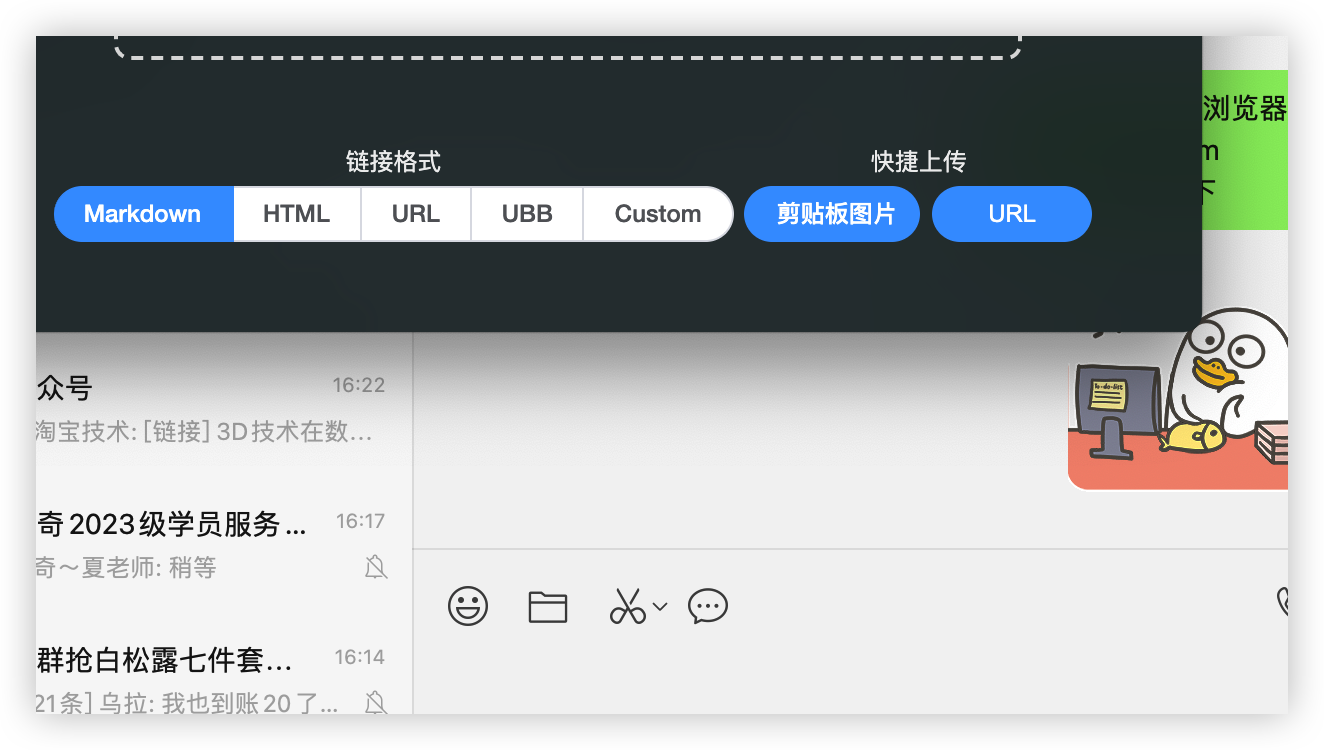 链接格式
快捷上传
Markdown HTML URL UBB Custom 剪贴板图片 URL
浏览器
m
下
众号 16:22
淘宝技术: [链接] 3D技术在数...
奇2023级学员服务... 16:17
奇～夏老师: 稍等
群抢白松露七件套... 16:14
21条] 乌拉: 我也到账20了...
To-do-list